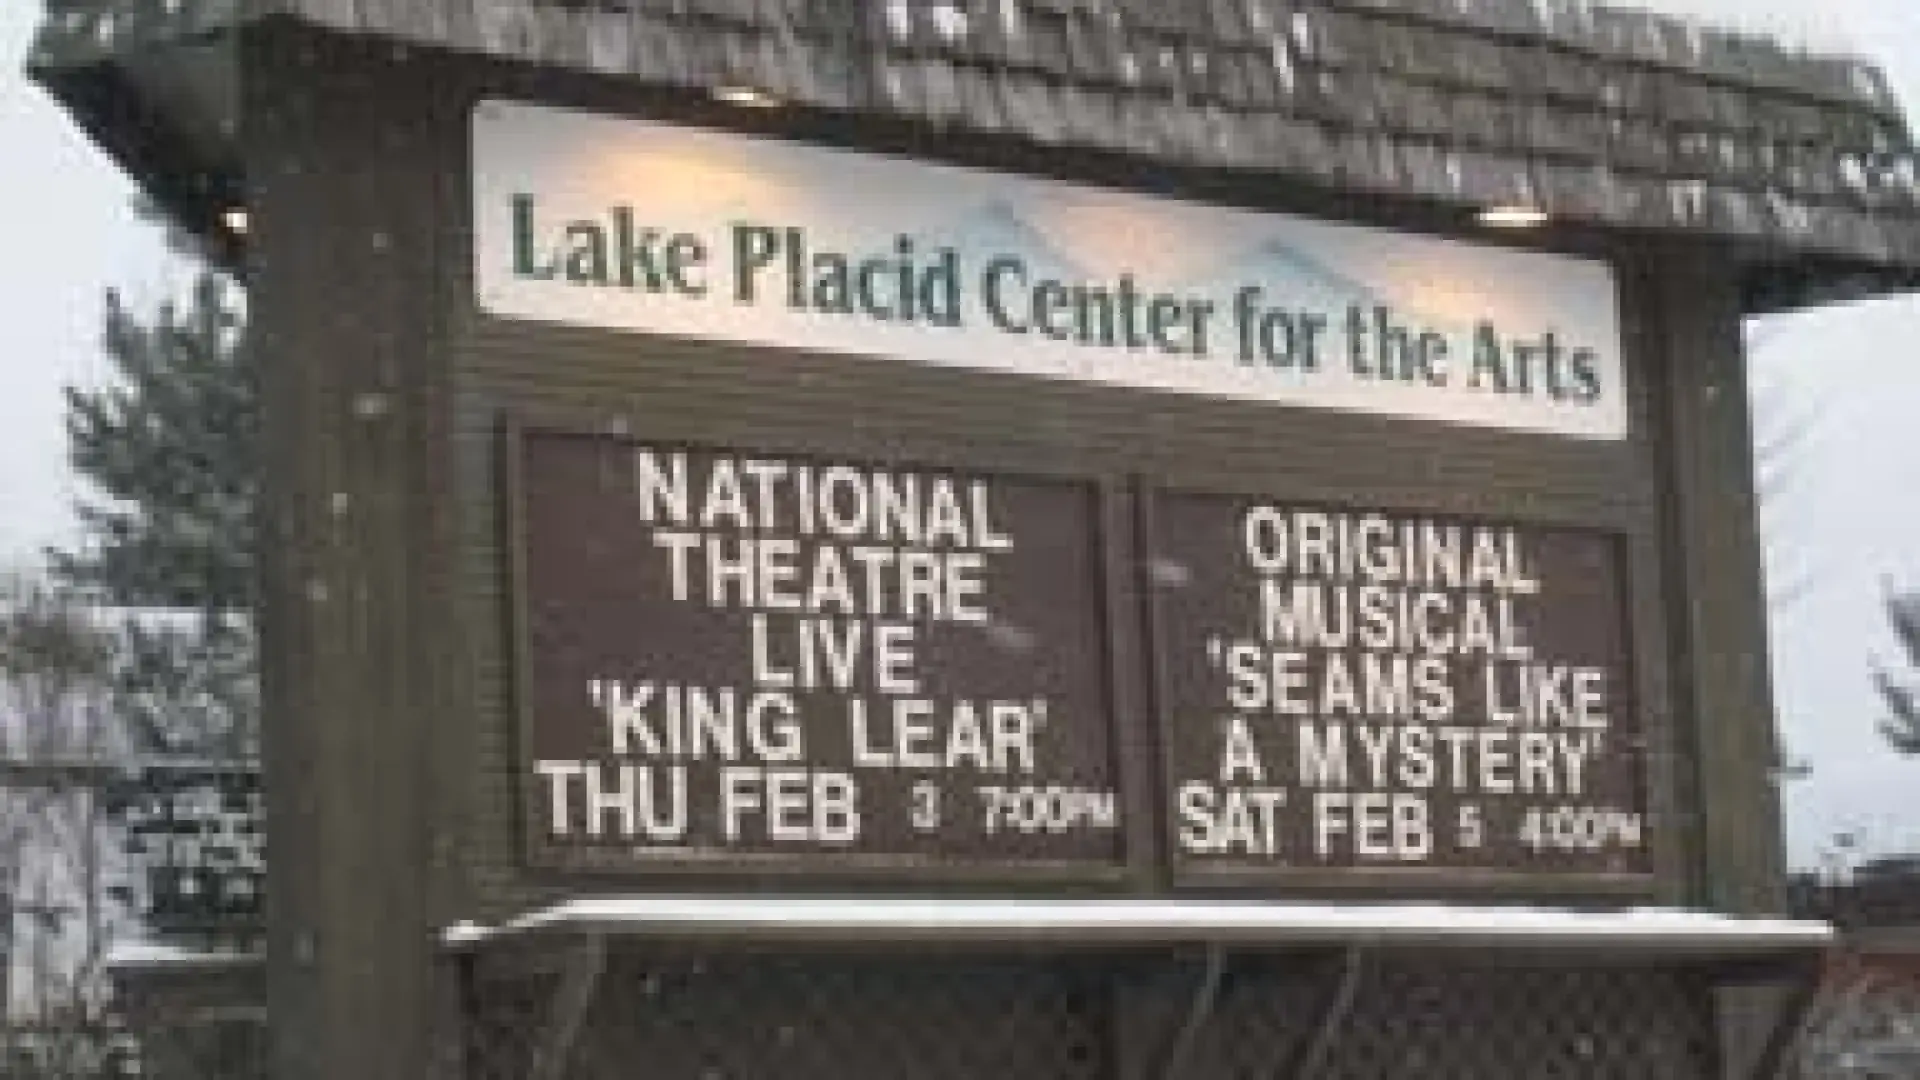 Lake Placid Center for the Arts
NATIONAL
THEATRE
LIVE
'KING LEAR'
THU FEB 3 7:00PM
ORIGINAL
MUSICAL
'SEAMS LIKE
A MYSTERY'
SAT FEB 5 4:00PM